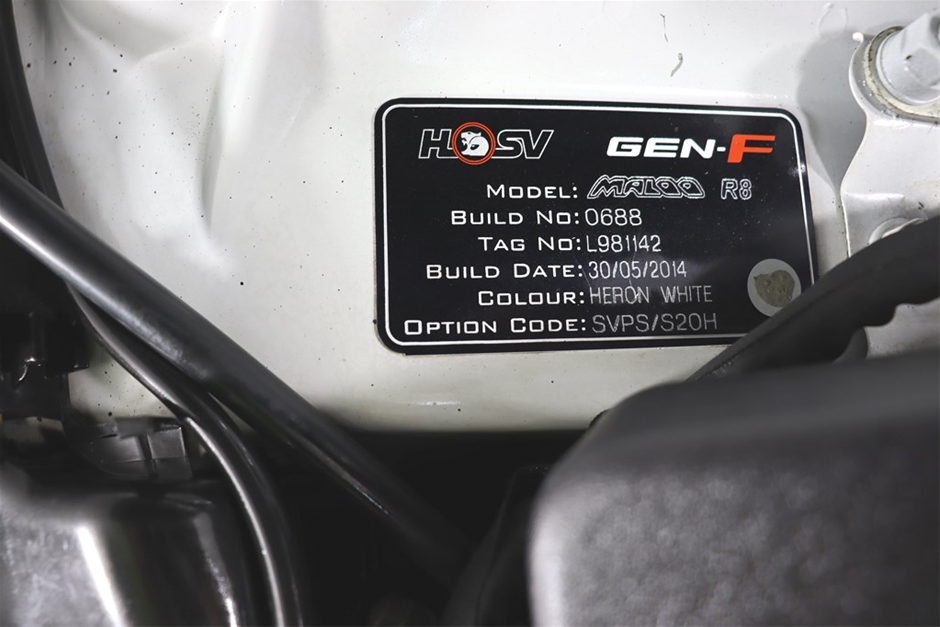 HSV GEN-F
MODEL: MALOO R8
BUILD NO: 0688
TAG NO: L981142
BUILD DATE: 30/05/2014
COLOUR: HERON WHITE
OPTION CODE: SVPS/S20H